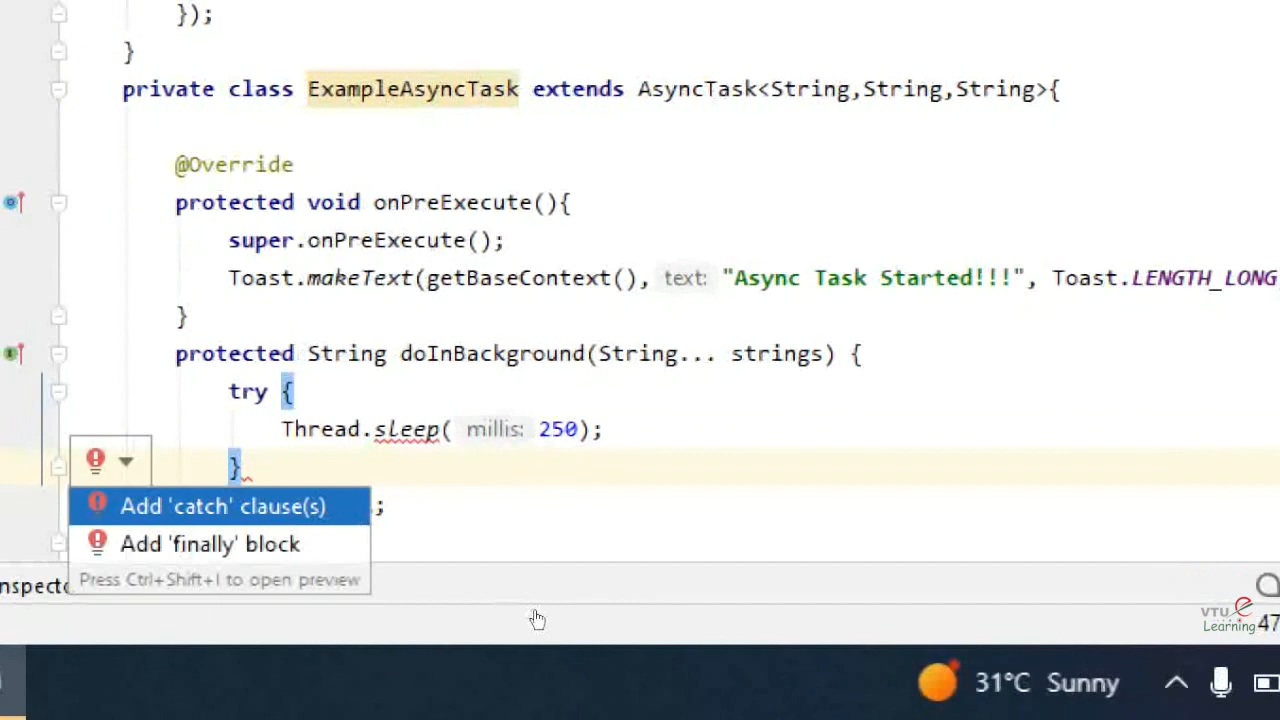 });
}
private class ExampleAsyncTask extends AsyncTask<String,String,String>{
@Override
protected void onPreExecute(){
super.onPreExecute();
Toast.makeText(getBaseContext(), text: "Async Task Started!!!", Toast.LENGTH_LONG
}
protected String doInBackground(String... strings) {
try {
Thread.sleep( millis: 250);
}
Add 'catch' clause(s)
;
Add 'finally' block
Press Ctrl+Shift+I to open preview
VTU e
Learning
47
31°C Sunny